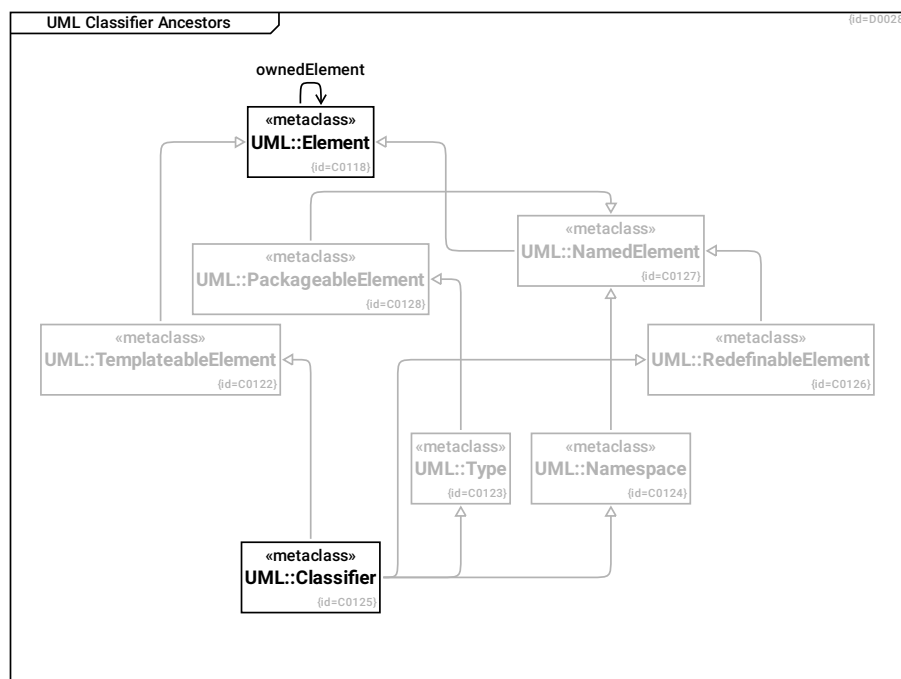 UML Classifier Ancestors
{id=D0028
ownedElement
«metaclass»
UML::Element
{id=C0118}
«metaclass»
UML::NamedElement
{id=C0127}
«metaclass»
UML::PackageableElement
{id=C0128}
«metaclass»
UML::TemplateableElement
{id=C0122}
«metaclass»
UML::RedefinableElement
{id=C0126}
«metaclass»
UML::Type
{id=C0123}
«metaclass»
UML::Namespace
{id=C0124}
«metaclass»
UML::Classifier
{id=C0125}